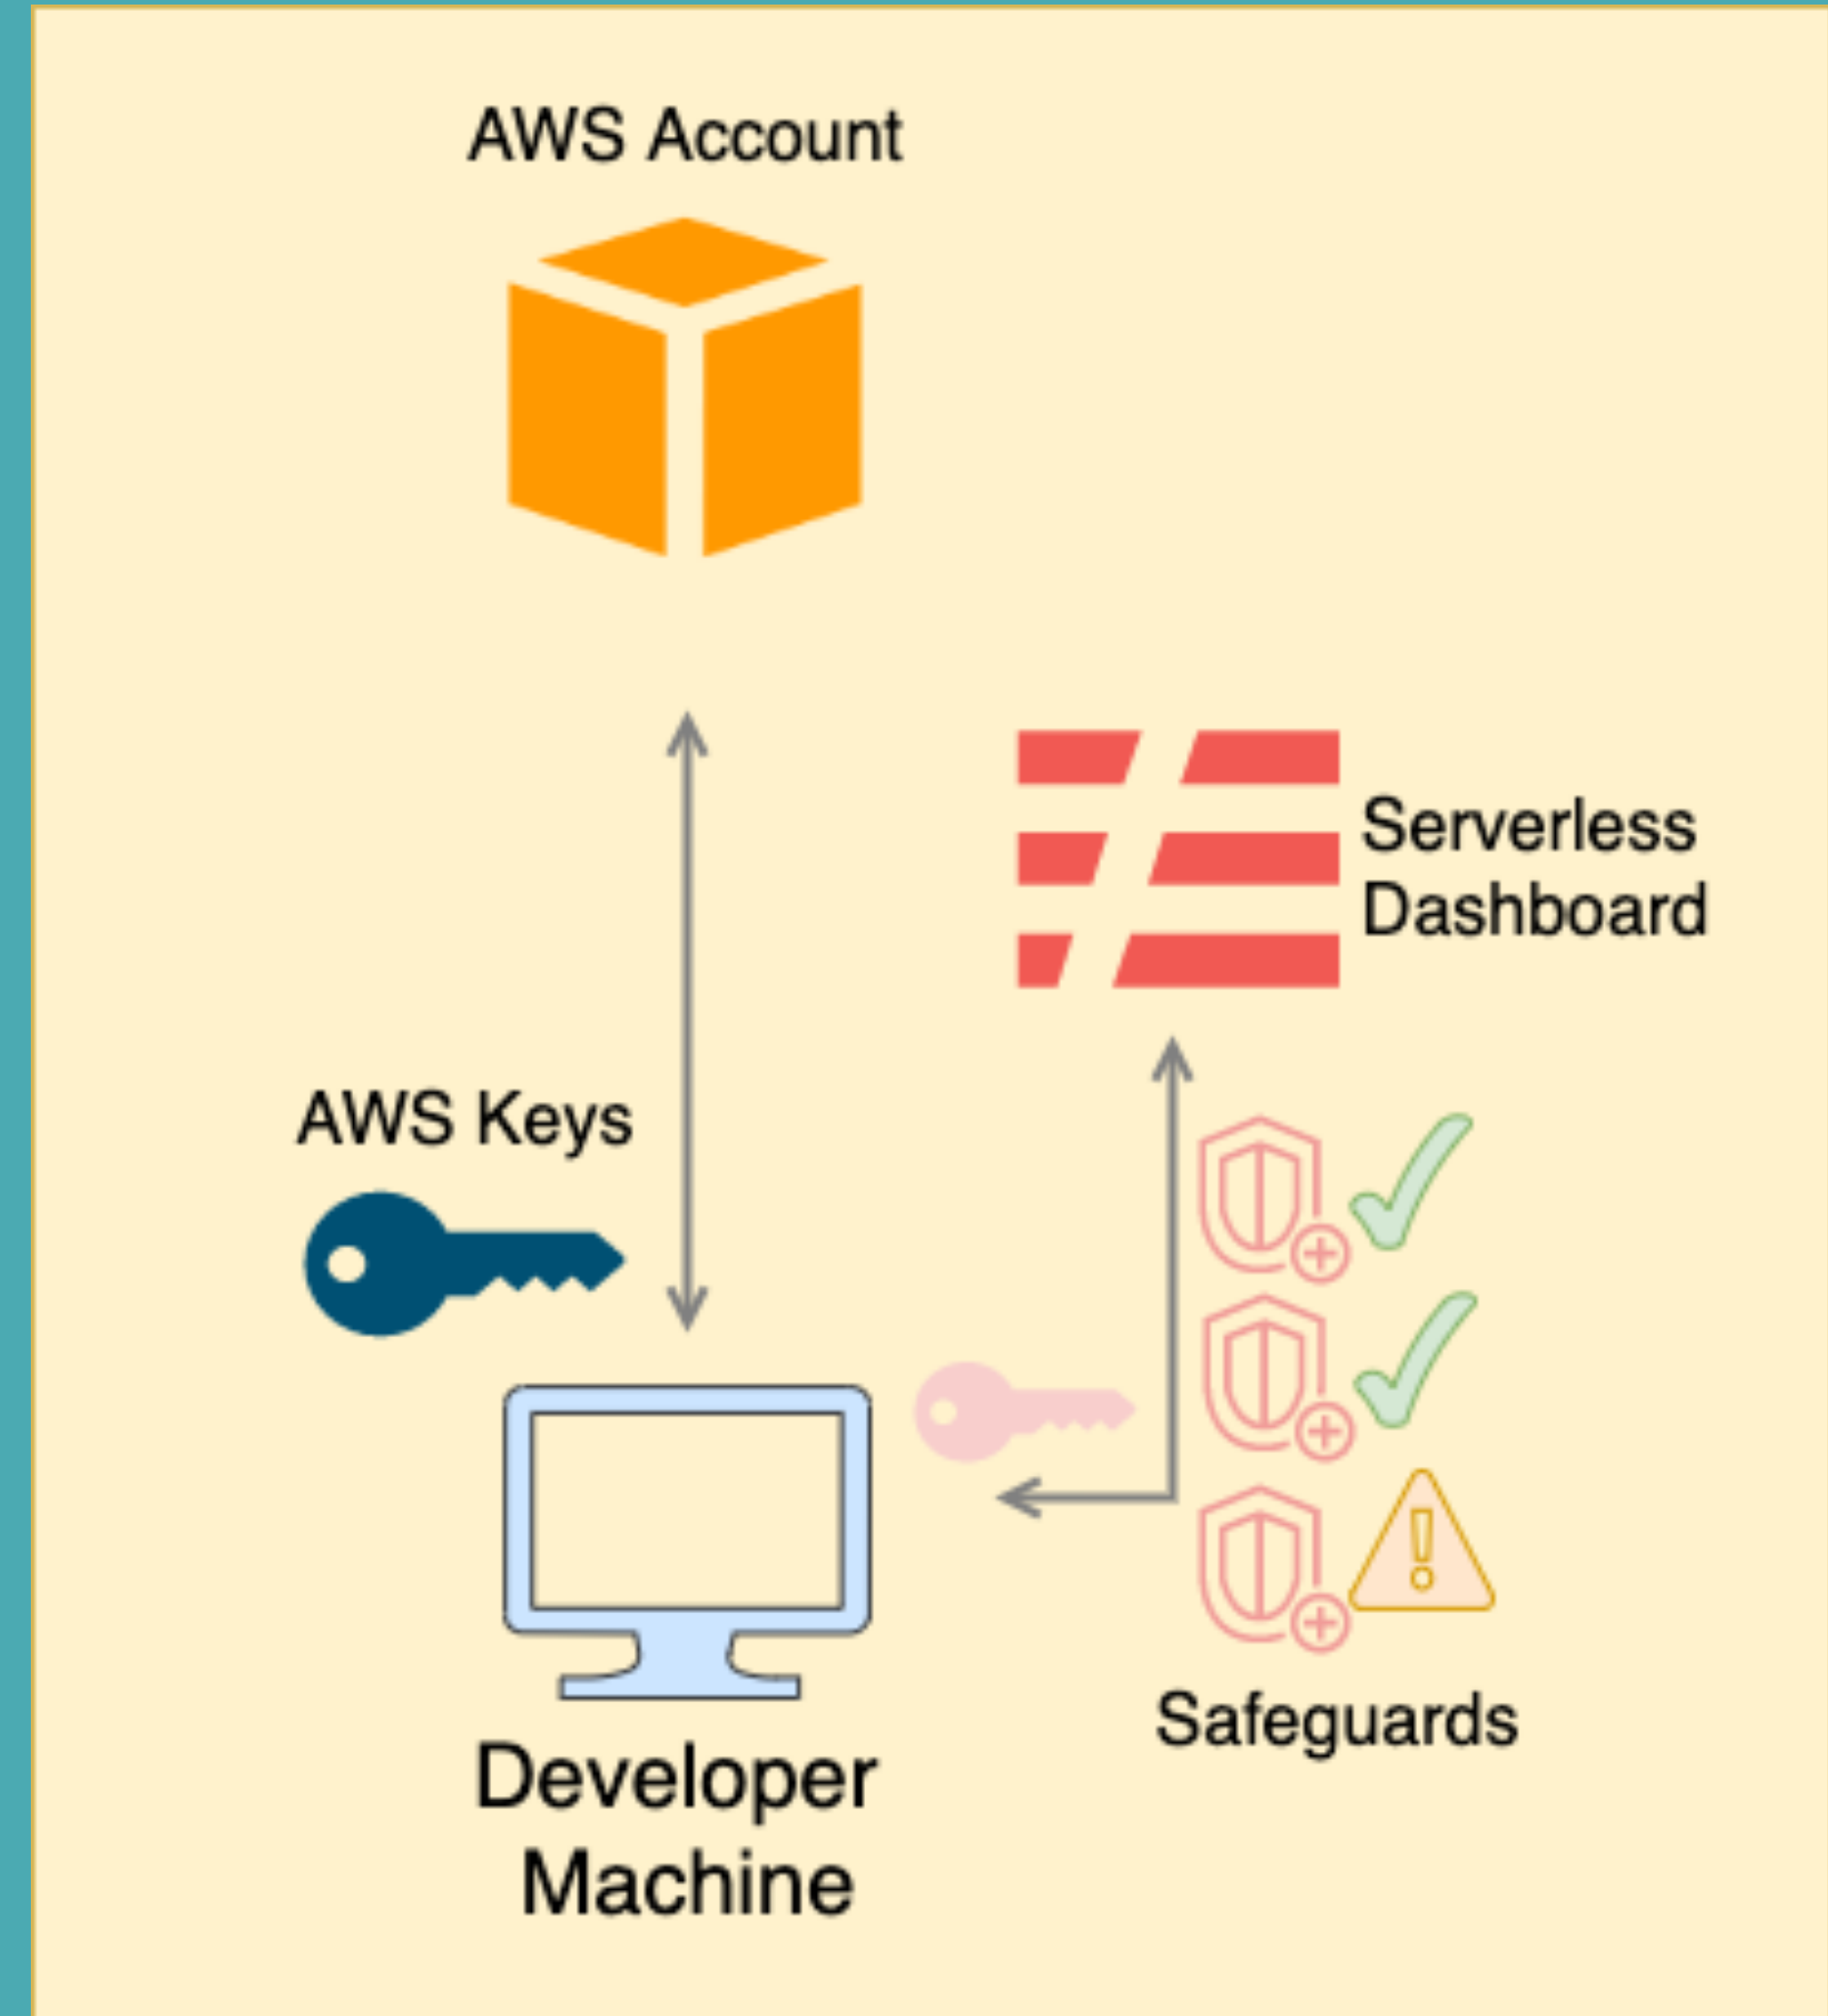 AWS Account
Serverless
Dashboard
AWS Keys
Safeguards
Developer
Machine